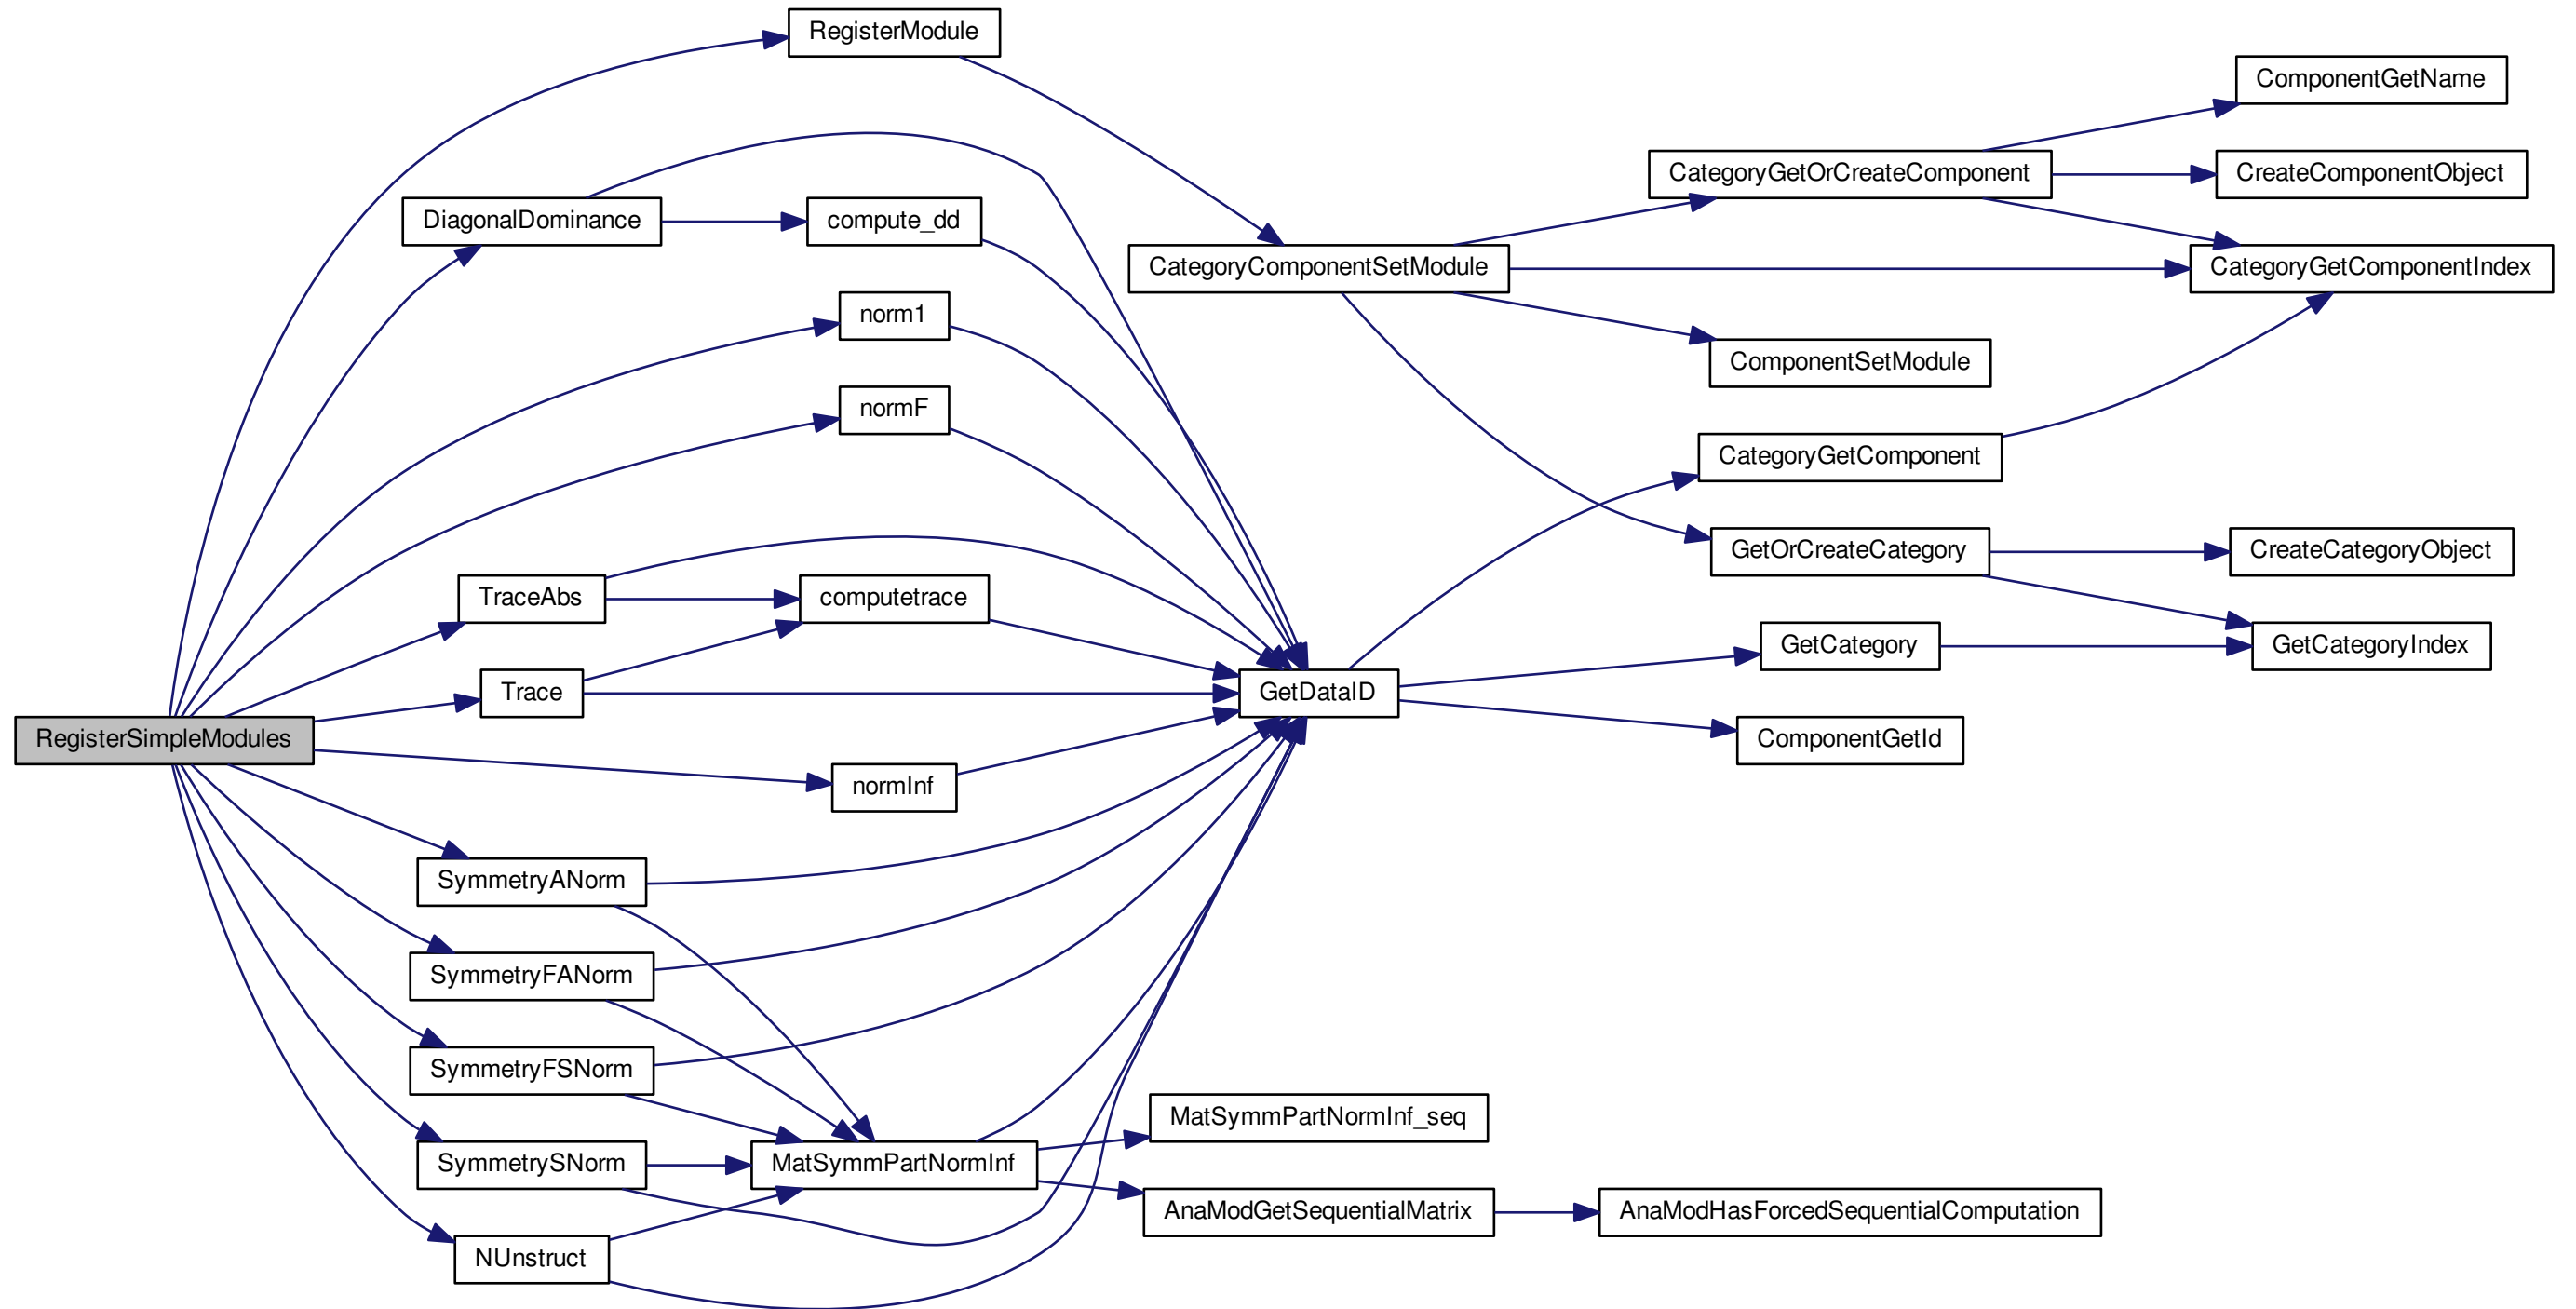 RegisterModule
ComponentGetName
CategoryGetOrCreateComponent
CreateComponentObject
DiagonalDominance
compute_dd
CategoryComponentSetModule
CategoryGetComponentIndex
norm1
ComponentSetModule
normF
CategoryGetComponent
GetOrCreateCategory
CreateCategoryObject
TraceAbs
computetrace
GetCategory
GetCategoryIndex
Trace
GetDataID
RegisterSimpleModules
ComponentGetId
normInf
SymmetryANorm
SymmetryFANorm
SymmetryFSNorm
MatSymmPartNormInf_seq
SymmetrySNorm
MatSymmPartNormInf
AnaModGetSequentialMatrix
AnaModHasForcedSequentialComputation
NUnstruct